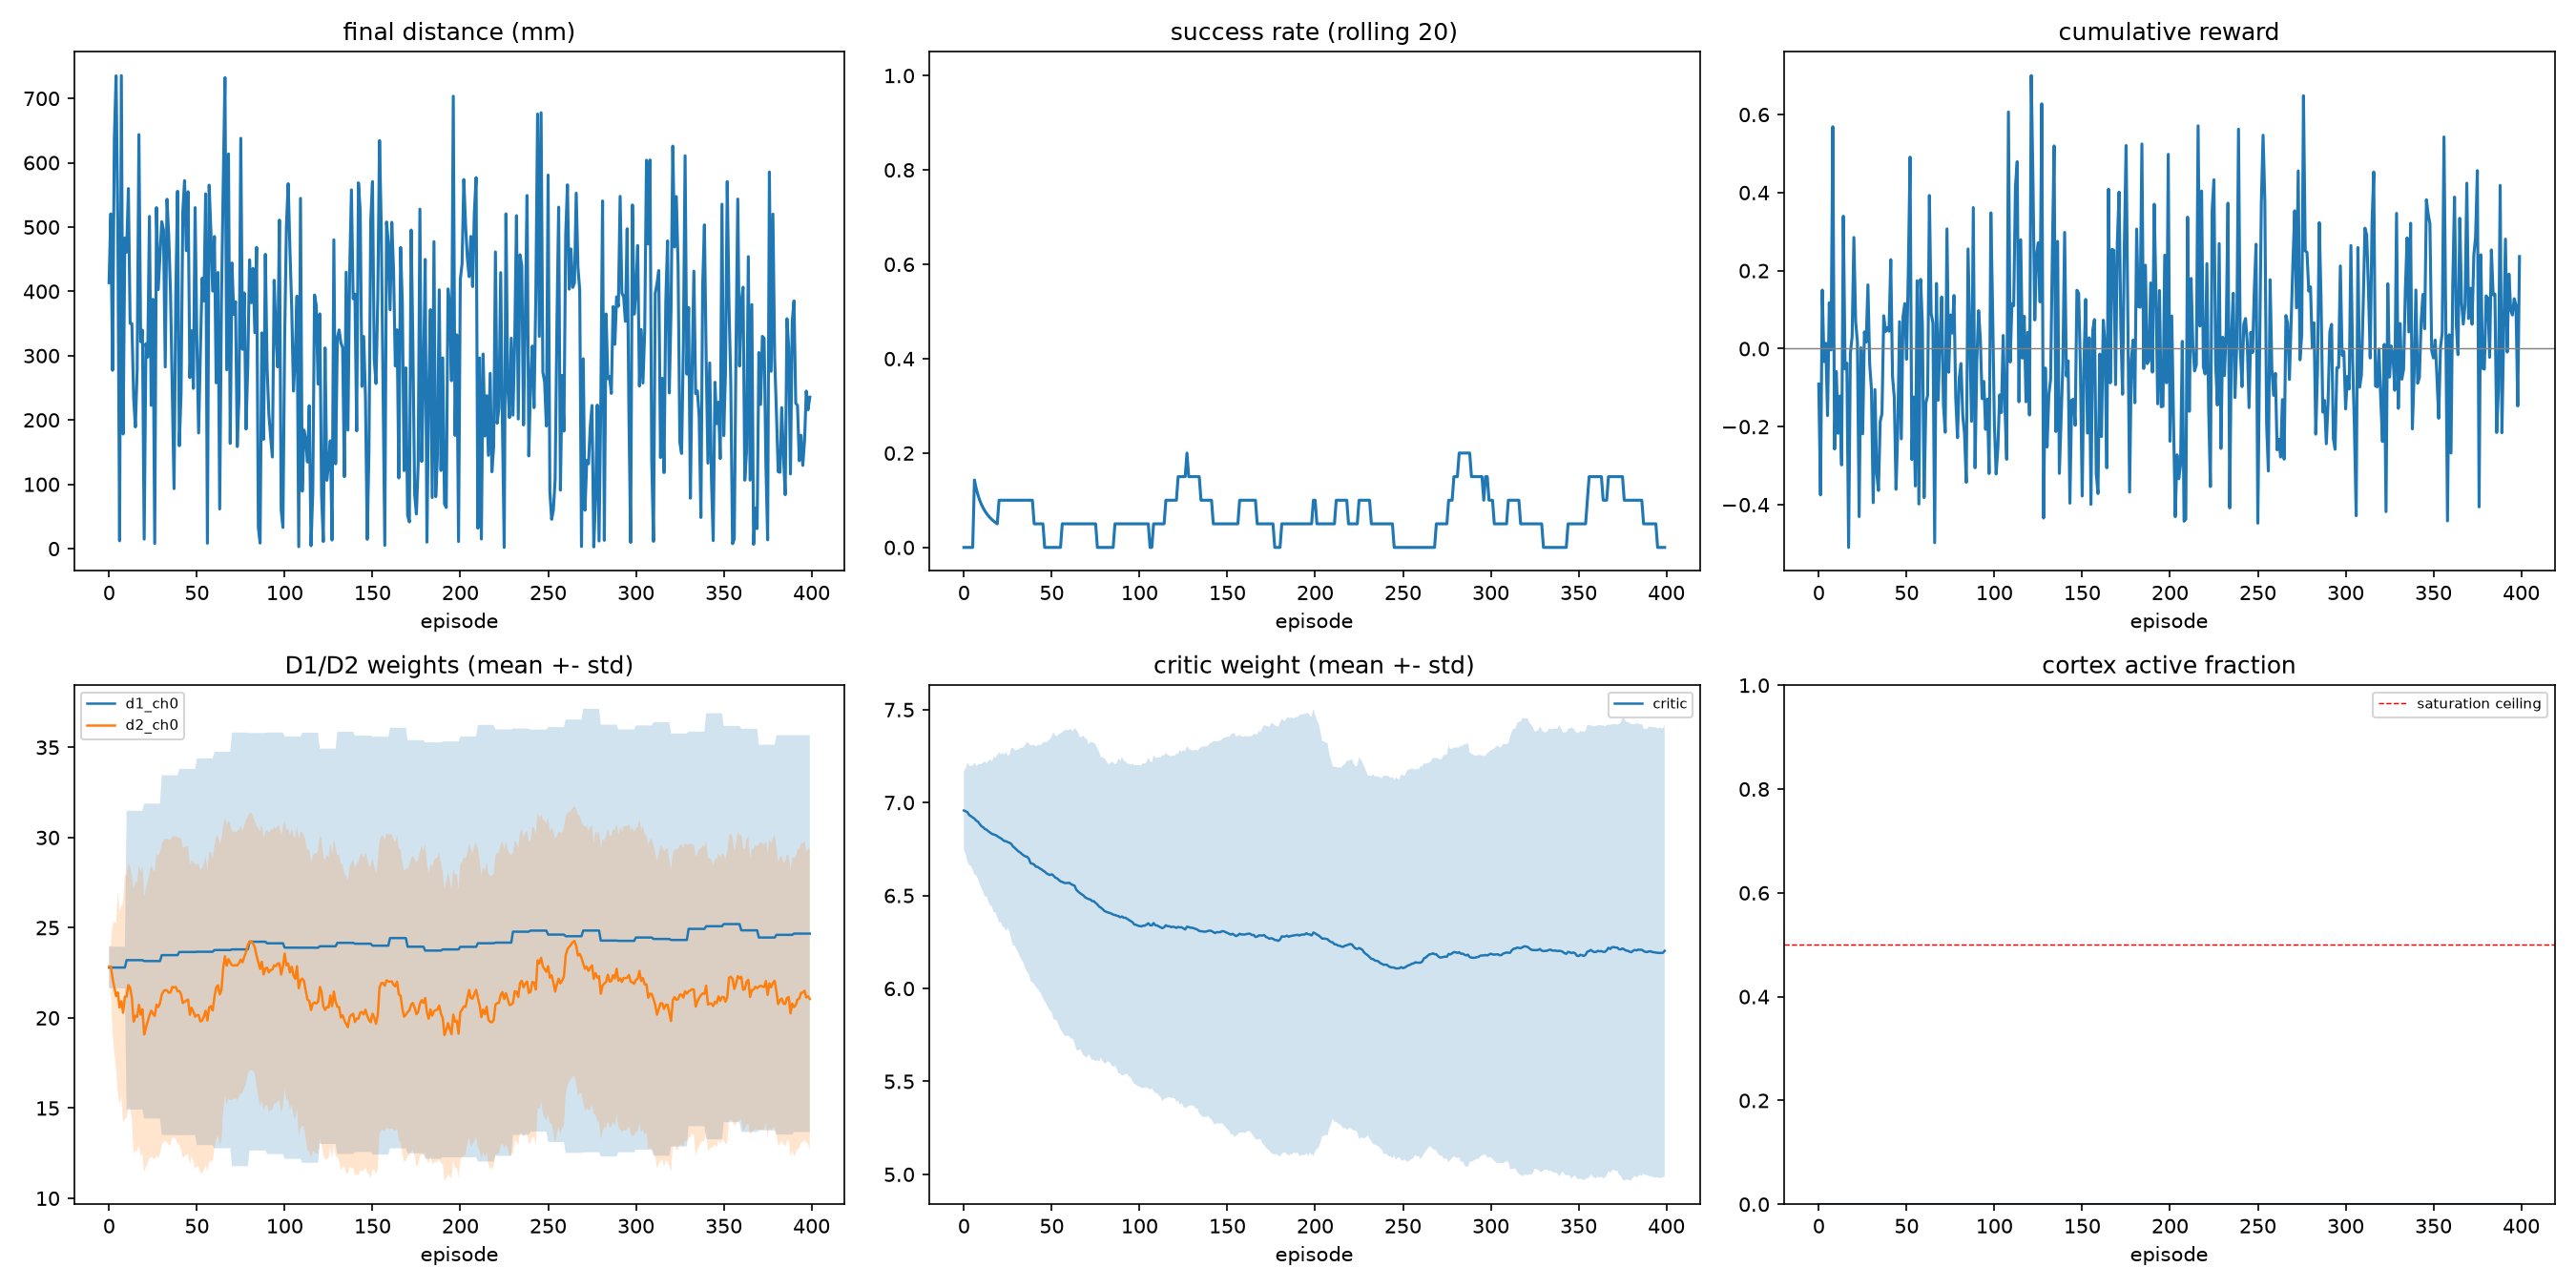 final distance (mm)
700
600
500
400
300
200
100
0
0 50 100 150 200 250 300 350 400
episode
success rate (rolling 20)
1.0
0.8
0.6
0.4
0.2
0.0
0 50 100 150 200 250 300 350 400
episode
cumulative reward
0.6
0.4
0.2
0.0
−0.2
−0.4
0 50 100 150 200 250 300 350 400
episode
D1/D2 weights (mean +- std)
d1_ch0
d2_ch0
35
30
25
20
15
10
0 50 100 150 200 250 300 350 400
episode
critic weight (mean +- std)
critic
7.5
7.0
6.5
6.0
5.5
5.0
0 50 100 150 200 250 300 350 400
episode
cortex active fraction
saturation ceiling
1.0
0.8
0.6
0.4
0.2
0.0
0 50 100 150 200 250 300 350 400
episode